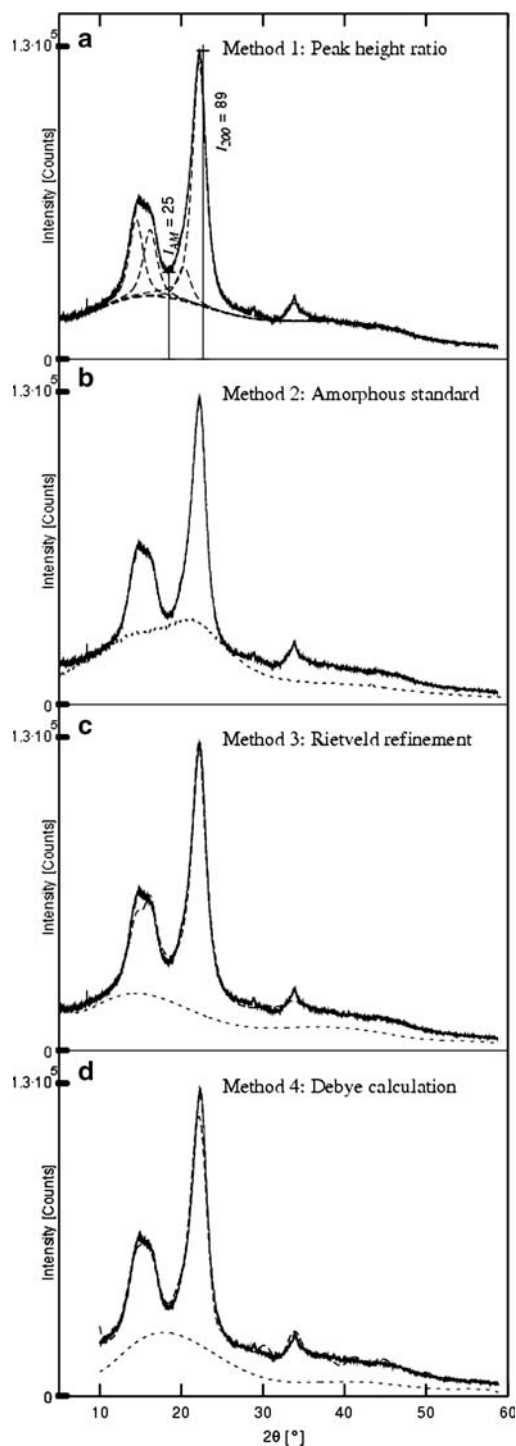 a
Method 1: Peak height ratio
1.3·10⁵
Intensity [Counts]
I_AM = 25
I_200 = 89
0
b
Method 2: Amorphous standard
1.3·10⁵
Intensity [Counts]
0
c
Method 3: Rietveld refinement
1.3·10⁵
Intensity [Counts]
0
d
Method 4: Debye calculation
1.3·10⁵
Intensity [Counts]
0
10 20 30 40 50 60
2θ [°]